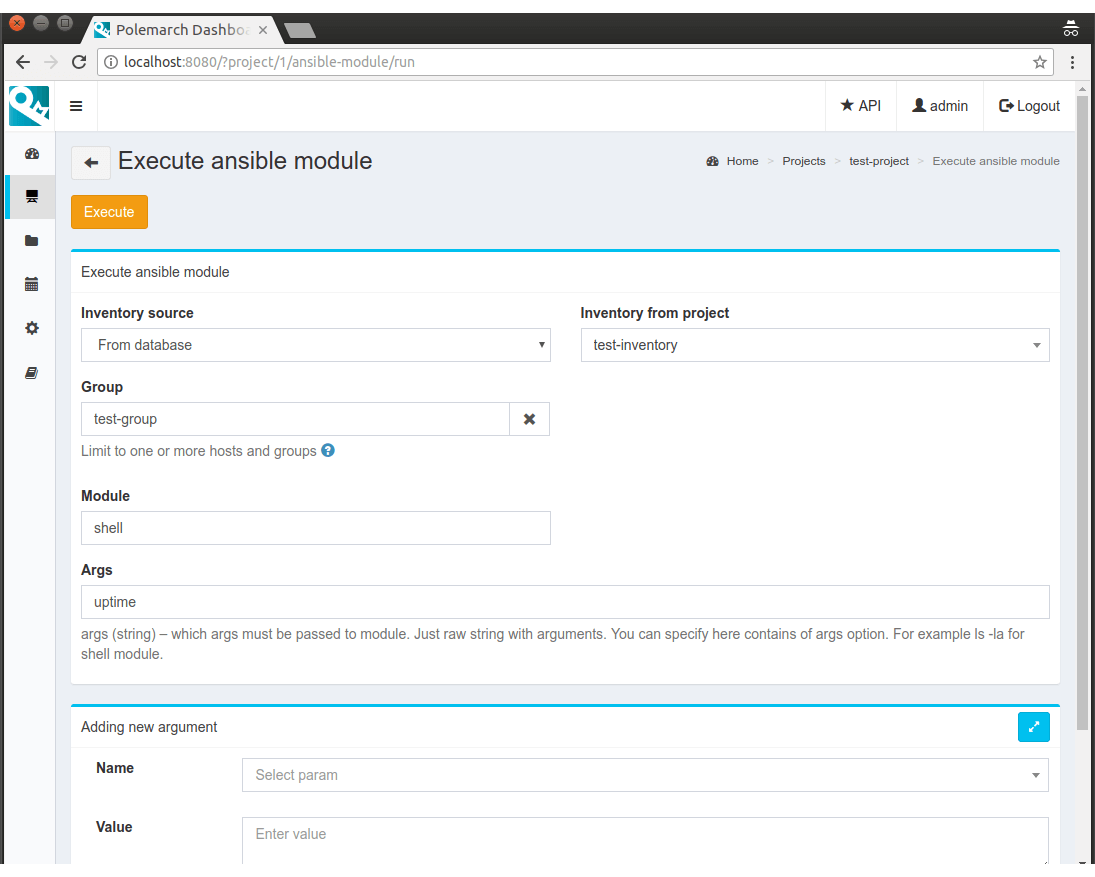 Polemarch Dashbo
localhost:8080/?project/1/ansible-module/run
API admin Logout
Execute ansible module
Home > Projects > test-project > Execute ansible module
Execute
Execute ansible module
Inventory source Inventory from project
From database test-inventory
Group
test-group
Limit to one or more hosts and groups ?
Module
shell
Args
uptime
args (string) – which args must be passed to module. Just raw string with arguments. You can specify here contains of args option. For example ls -la for
shell module.
Adding new argument
Name Select param
Value Enter value